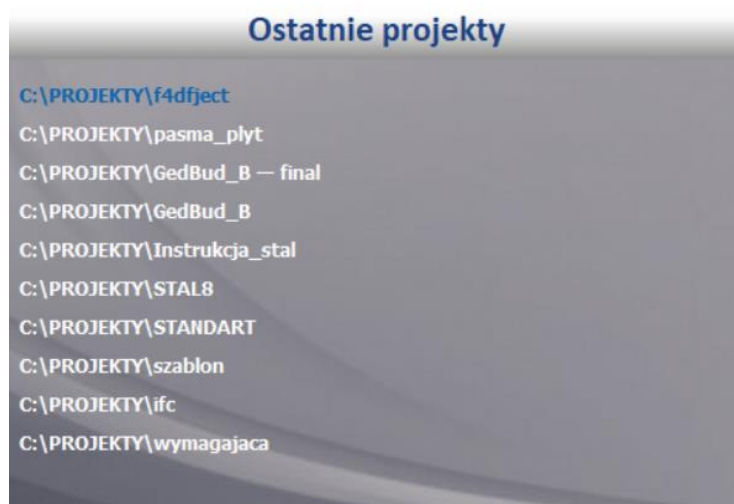 Ostatnie projekty
C:\PROJEKTY\f4dfject
C:\PROJEKTY\pasma_plyt
C:\PROJEKTY\GedBud_B — final
C:\PROJEKTY\GedBud_B
C:\PROJEKTY\Instrukcja_stal
C:\PROJEKTY\STAL8
C:\PROJEKTY\STANDART
C:\PROJEKTY\szablon
C:\PROJEKTY\ifc
C:\PROJEKTY\wymagajaca